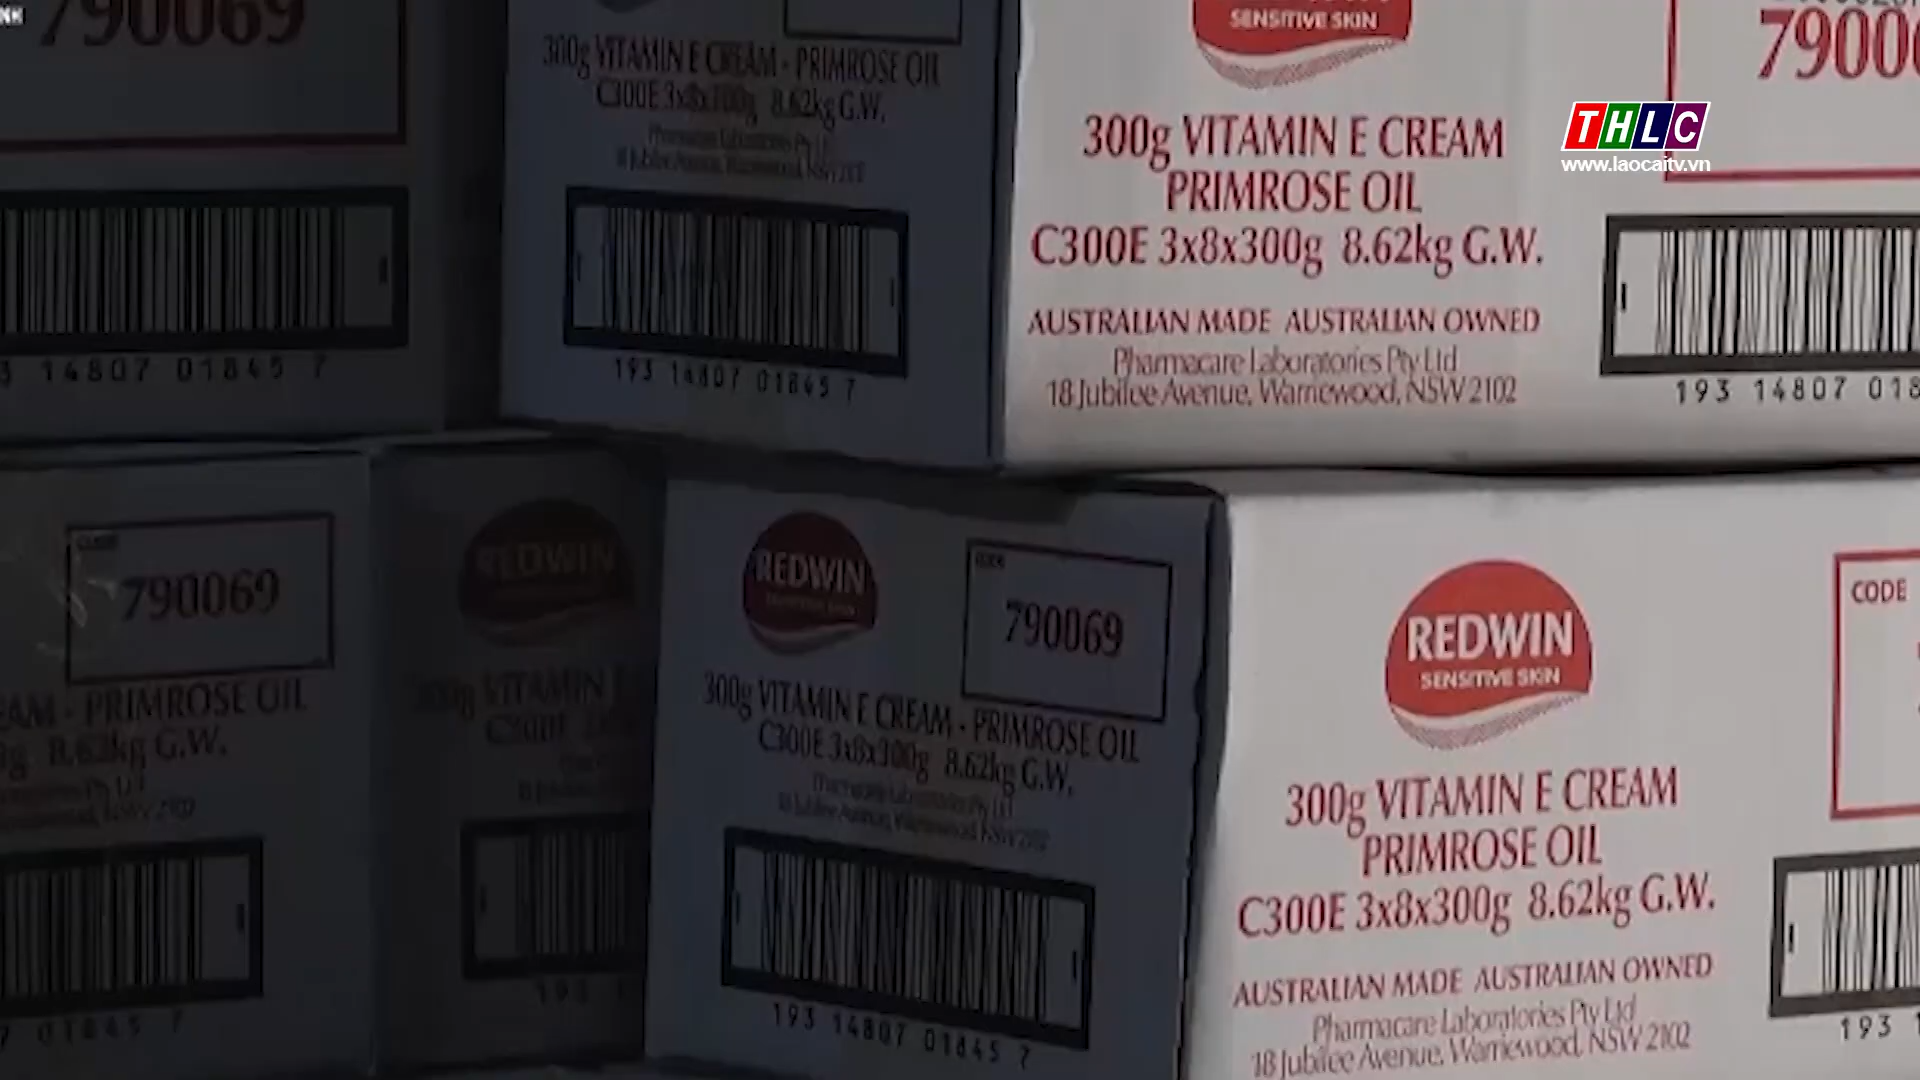 790069
300g VITAMIN E CREAM - PRIMROSE OIL
C300E 3x8x300g 8.62kg G.W.
Pharmacare Laboratories Pty Ltd
18 Jubilee Avenue, Warriewood, NSW 2102
3 14807 01845 7
193 14807 01845 7
SENSITIVE SKIN
300g VITAMIN E CREAM
PRIMROSE OIL
C300E 3x8x300g 8.62kg G.W.
AUSTRALIAN MADE AUSTRALIAN OWNED
Pharmacare Laboratories Pty Ltd
18 Jubilee Avenue, Warriewood, NSW 2102
79006
193 14807 018
THLC
www.laocaitv.vn
CODE
790069
EAM - PRIMROSE OIL
8.62kg G.W.
01845 7
REDWIN
VITAMIN E
193
REDWIN
CODE
790069
300g VITAMIN E CREAM - PRIMROSE OIL
C300E 3x8x300g 8.62kg G.W.
Pharmacare Laboratories Pty Ltd
18 Jubilee Avenue, Warriewood, NSW 2102
193 14807 01845 7
REDWIN
SENSITIVE SKIN
CODE
300g VITAMIN E CREAM
PRIMROSE OIL
C300E 3x8x300g 8.62kg G.W.
AUSTRALIAN MADE AUSTRALIAN OWNED
Pharmacare Laboratories Pty Ltd
18 Jubilee Avenue, Warriewood, NSW 2102
193 1